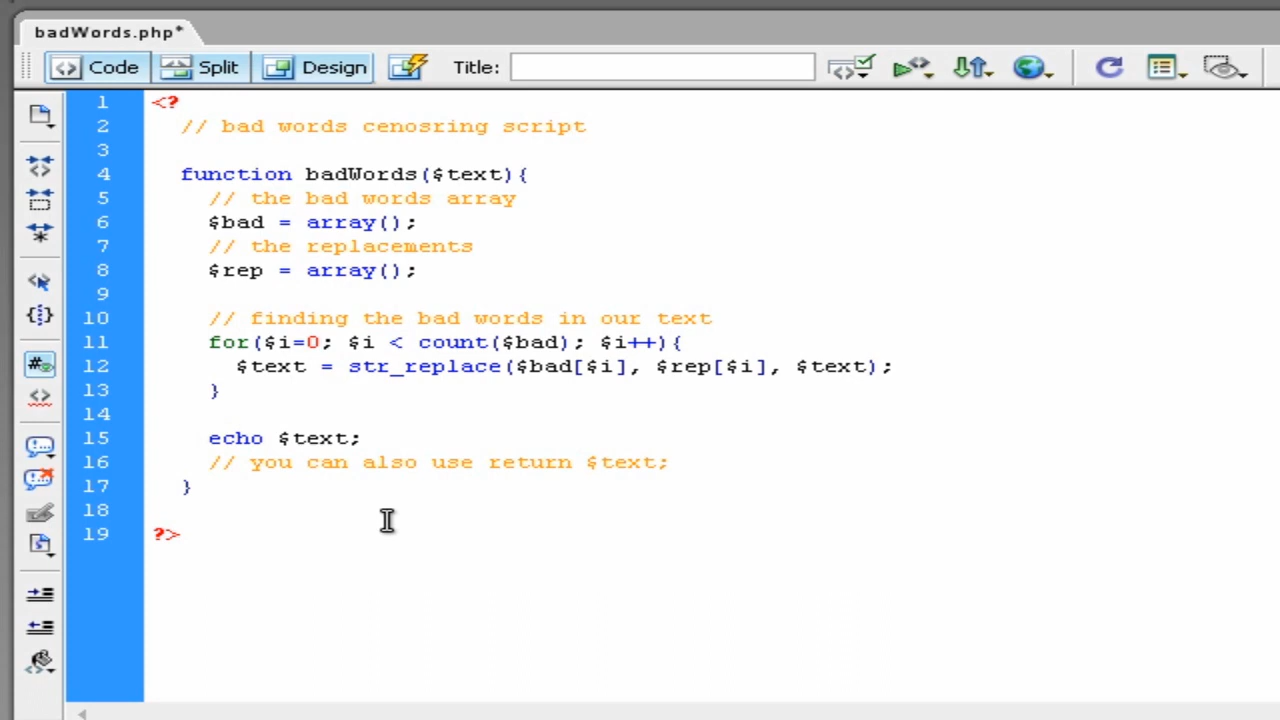 badWords.php*
Code Split Design Title:
1 <?
2 // bad words cenosring script
3
4 function badWords($text){
5 // the bad words array
6 $bad = array();
7 // the replacements
8 $rep = array();
9
10 // finding the bad words in our text
11 for($i=0; $i < count($bad); $i++){
12 $text = str_replace($bad[$i], $rep[$i], $text);
13 }
14
15 echo $text;
16 // you can also use return $text;
17 }
18
19 ?>